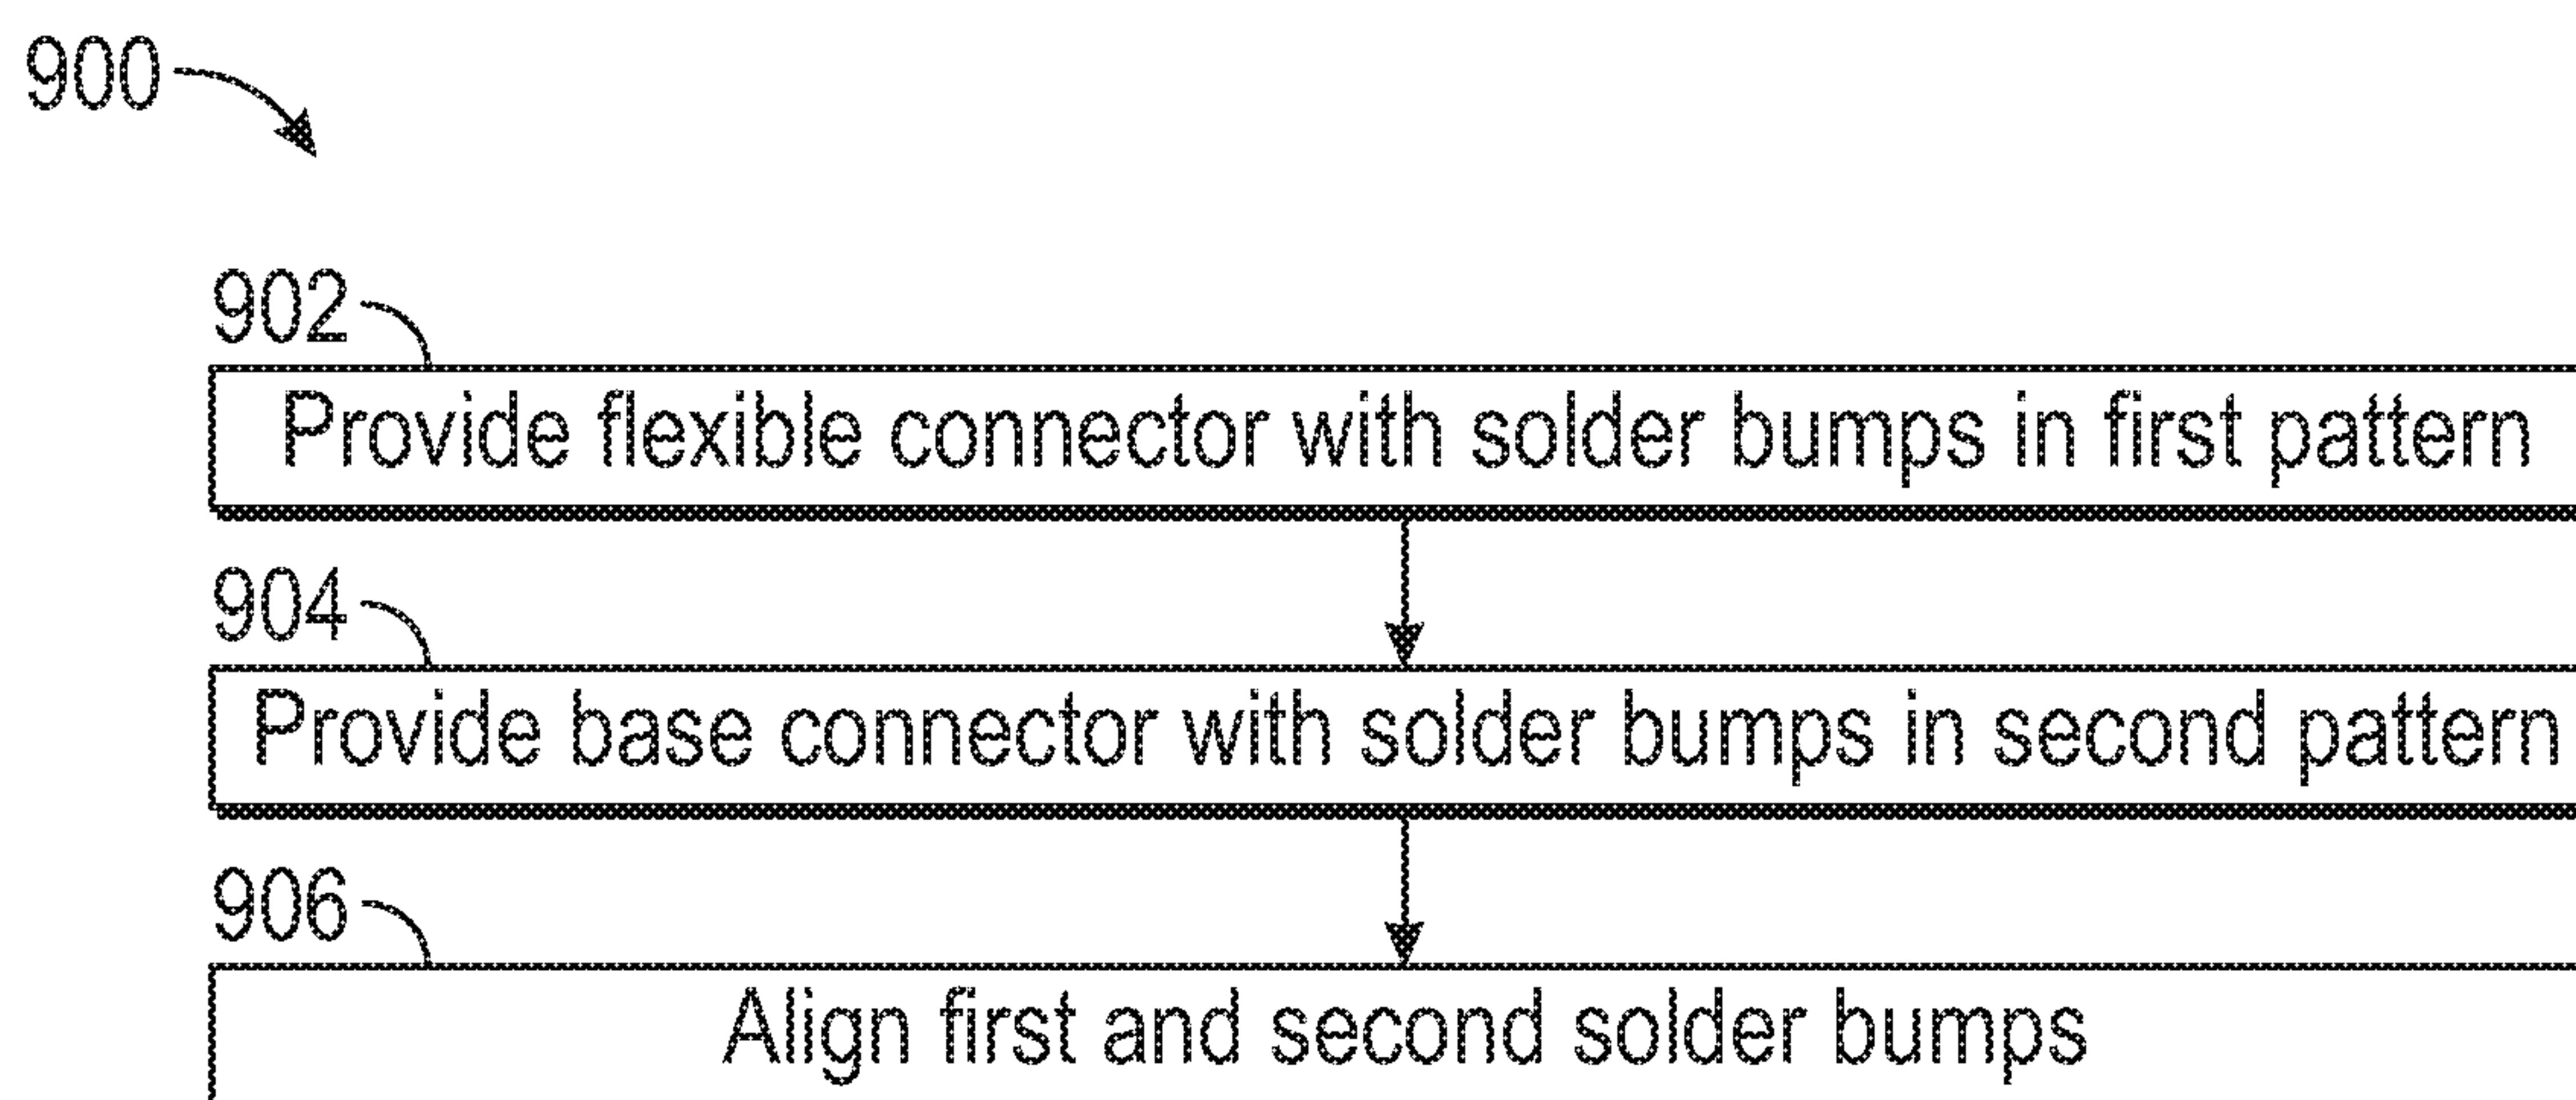 900
902
Provide flexible connector with solder bumps in first pattern
904
Provide base connector with solder bumps in second pattern
906
Align first and second solder bumps